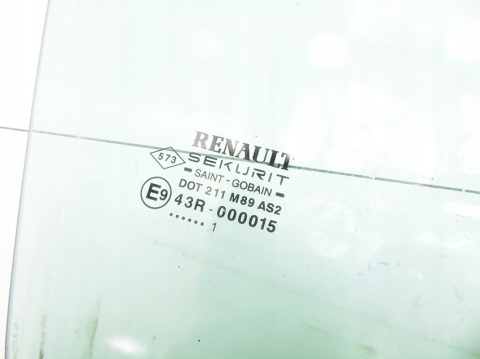 RENAULT
573 SEKURIT
SAINT-GOBAIN
DOT 211 M89 AS2
E9 43R-000015
...... 1